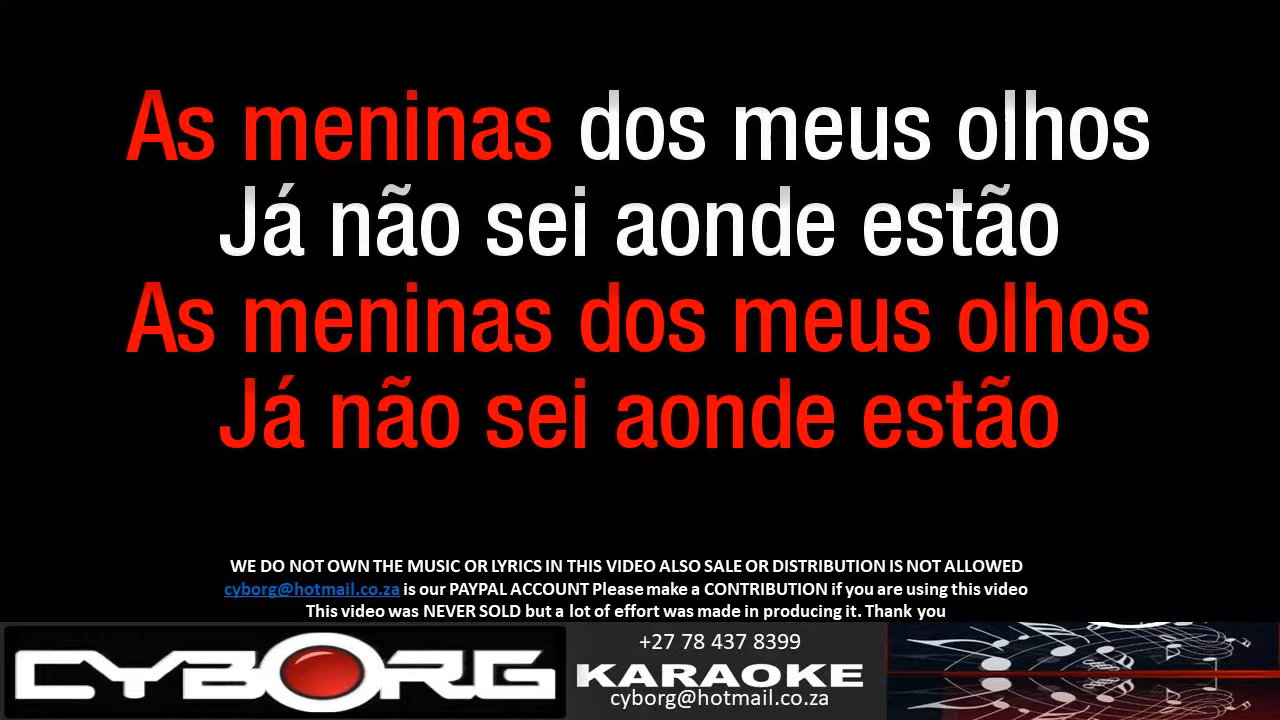 As meninas dos meus olhos
Já não sei aonde estão
As meninas dos meus olhos
Já não sei aonde estão
WE DO NOT OWN THE MUSIC OR LYRICS IN THIS VIDEO ALSO SALE OR DISTRIBUTION IS NOT ALLOWED
cyborg@hotmail.co.za is our PAYPAL ACCOUNT Please make a CONTRIBUTION if you are using this video
This video was NEVER SOLD but a lot of effort was made in producing it. Thank you
CYBORG
+27 78 437 8399
KARAOKE
cyborg@hotmail.co.za